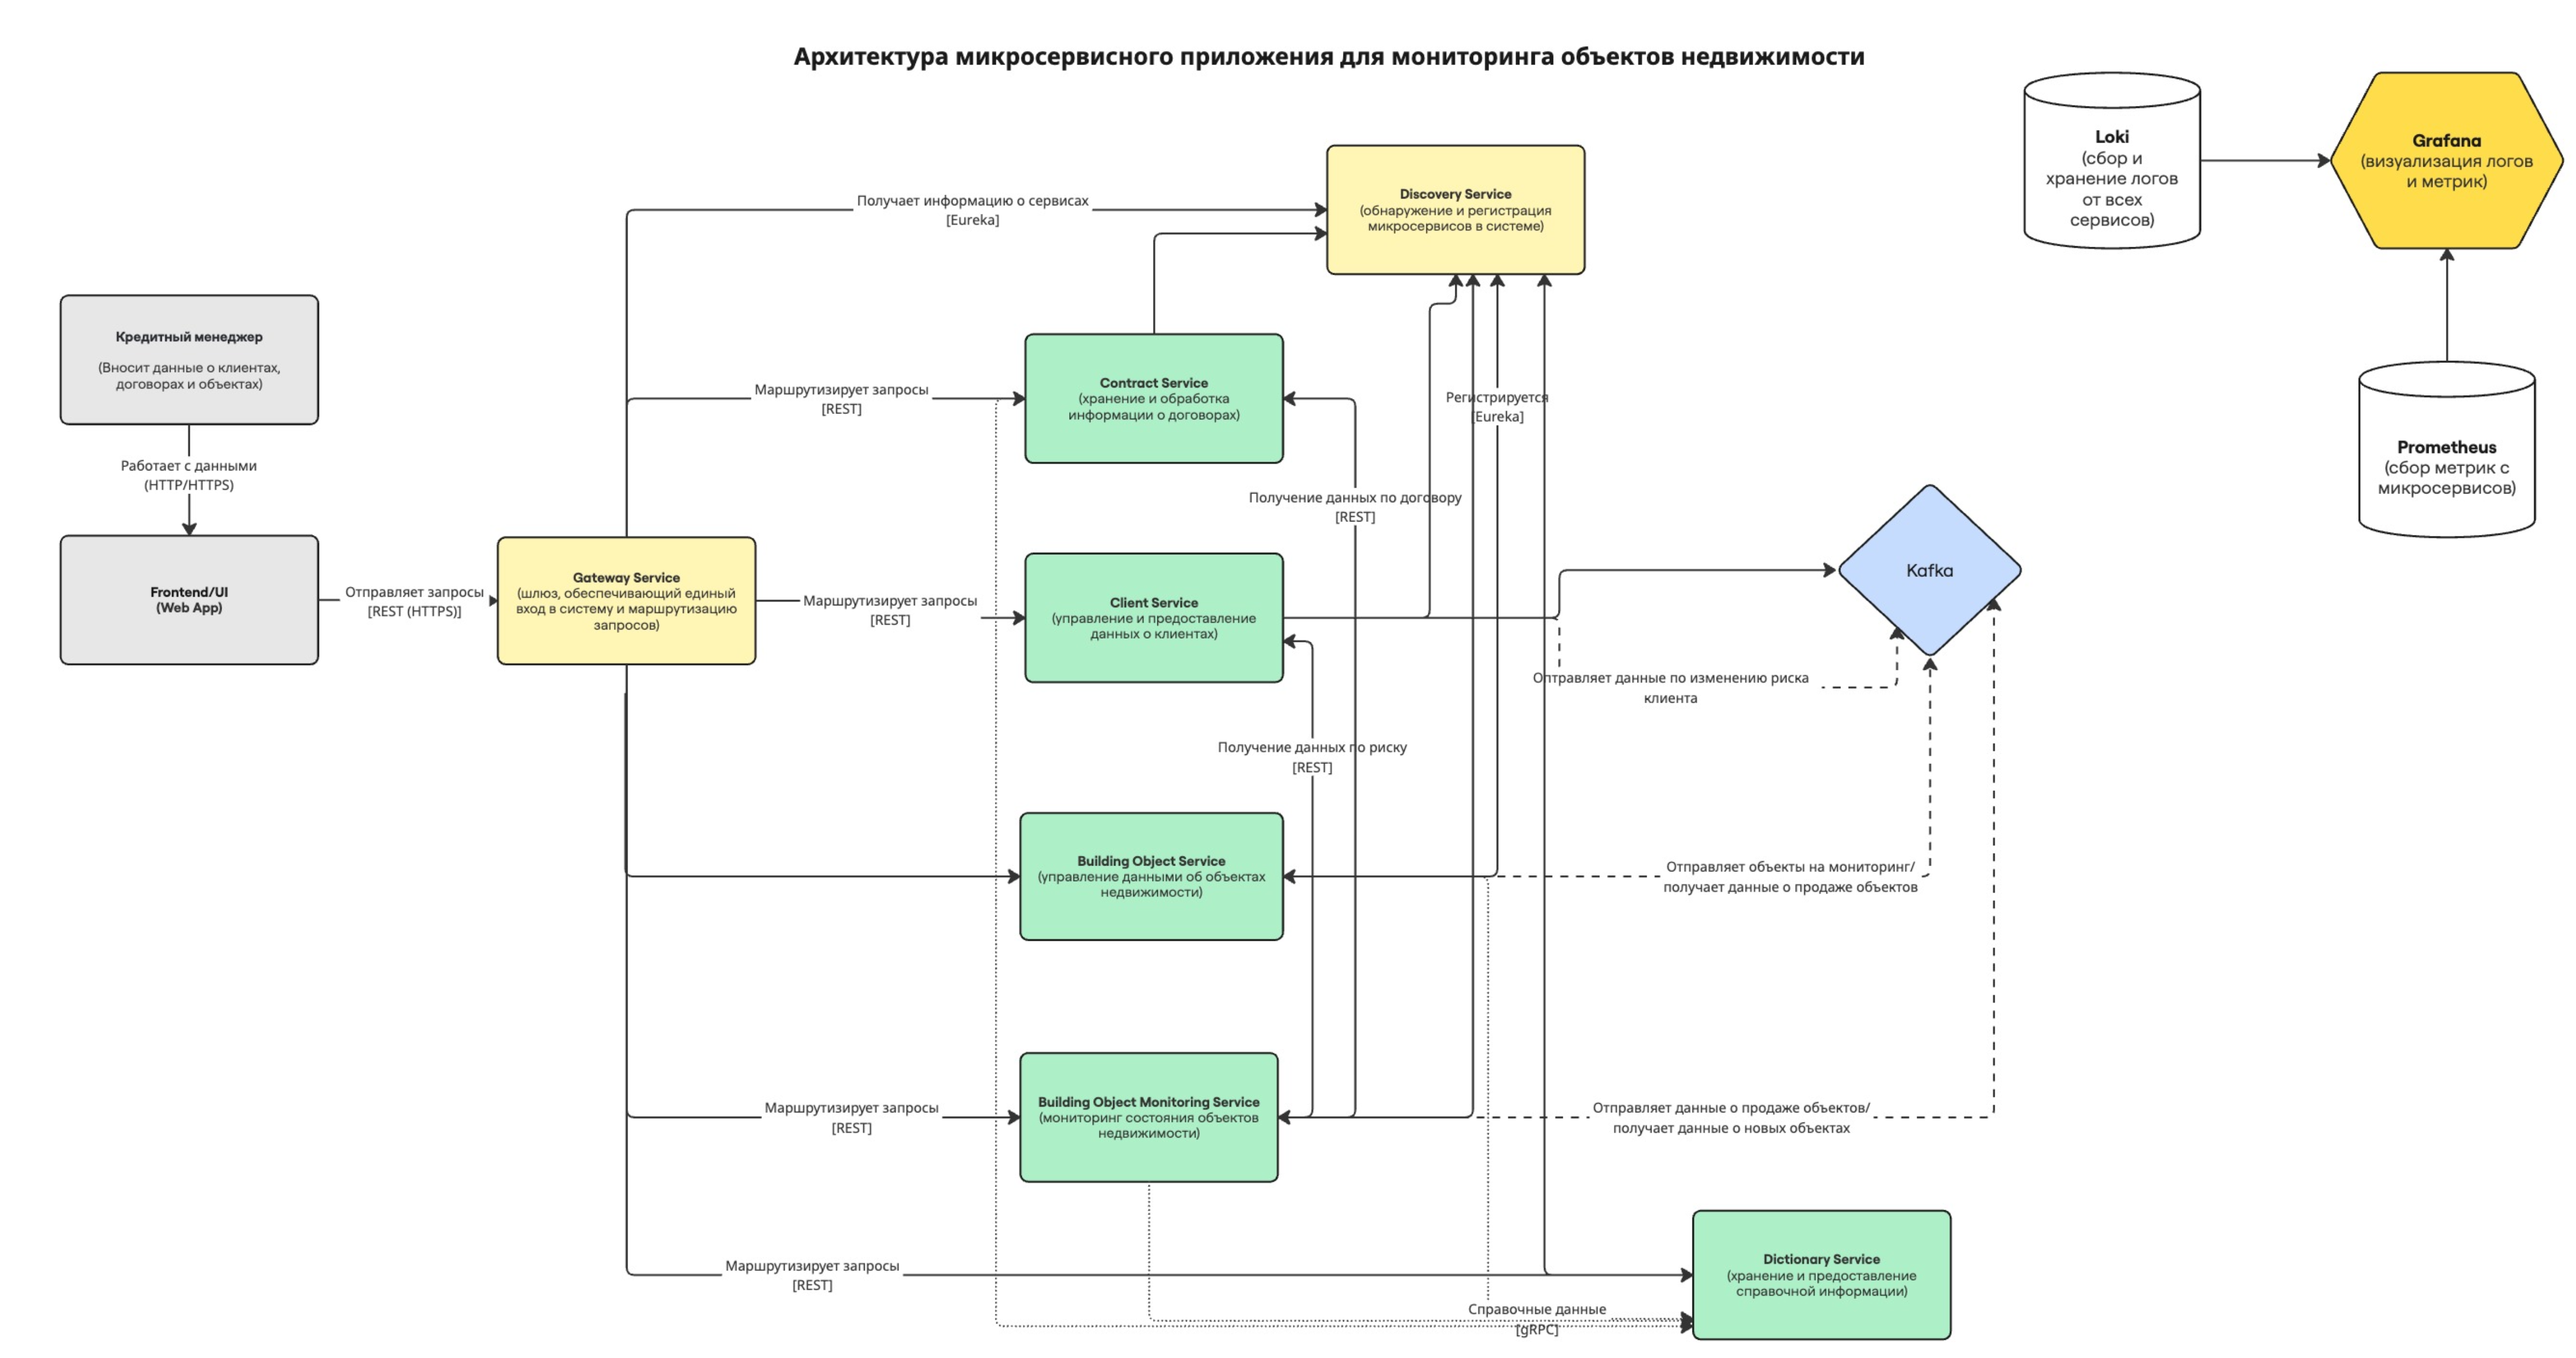 Архитектура микросервисного приложения для мониторинга объектов недвижимости
Loki
(сбор и
хранение логов
от всех
сервисов)
Grafana
(визуализация логов
и метрик)
Discovery Service
(обнаружение и регистрация
микросервисов в системе)
Получает информацию о сервисах
[Eureka]
Кредитный менеджер
(Вносит данные о клиентах,
договорах и объектах)
Маршрутизирует запросы
[REST]
Contract Service
(хранение и обработка
информации о договорах)
Регистрируется
[Eureka]
Prometheus
(сбор метрик с
микросервисов)
Работает с данными
(HTTP/HTTPS)
Получение данных по договору
[REST]
Frontend/UI
(Web App)
Отправляет запросы
[REST (HTTPS)]
Gateway Service
(шлюз, обеспечивающий единый
вход в систему и маршрутизацию
запросов)
Маршрутизирует запросы
[REST]
Client Service
(управление и предоставление
данных о клиентах)
Kafka
Оптравляет данные по изменению риска
клиента
Получение данных по риску
[REST]
Building Object Service
(управление данными об объектах
недвижимости)
Отправляет объекты на мониторинг/
получает данные о продаже объектов
Маршрутизирует запросы
[REST]
Building Object Monitoring Service
(мониторинг состояния объектов
недвижимости)
Отправляет данные о продаже объектов/
получает данные о новых объектах
Маршрутизирует запросы
[REST]
Dictionary Service
(хранение и предоставление
справочной информации)
Справочные данные
[gRPC]